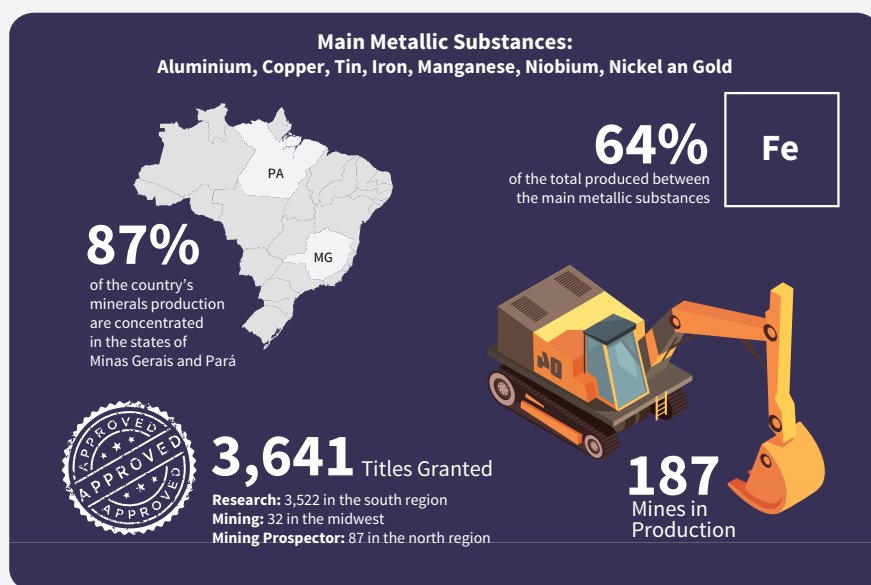 Main Metallic Substances:
Aluminium, Copper, Tin, Iron, Manganese, Niobium, Nickel an Gold
PA
MG
87%
of the country's
minerals production
are concentrated
in the states of
Minas Gerais and Pará
64%
of the total produced between
the main metallic substances
Fe
APPROVED
APPROVED
APPROVED
3,641 Titles Granted
Research: 3,522 in the south region
Mining: 32 in the midwest
Mining Prospector: 87 in the north region
187
Mines in
Production